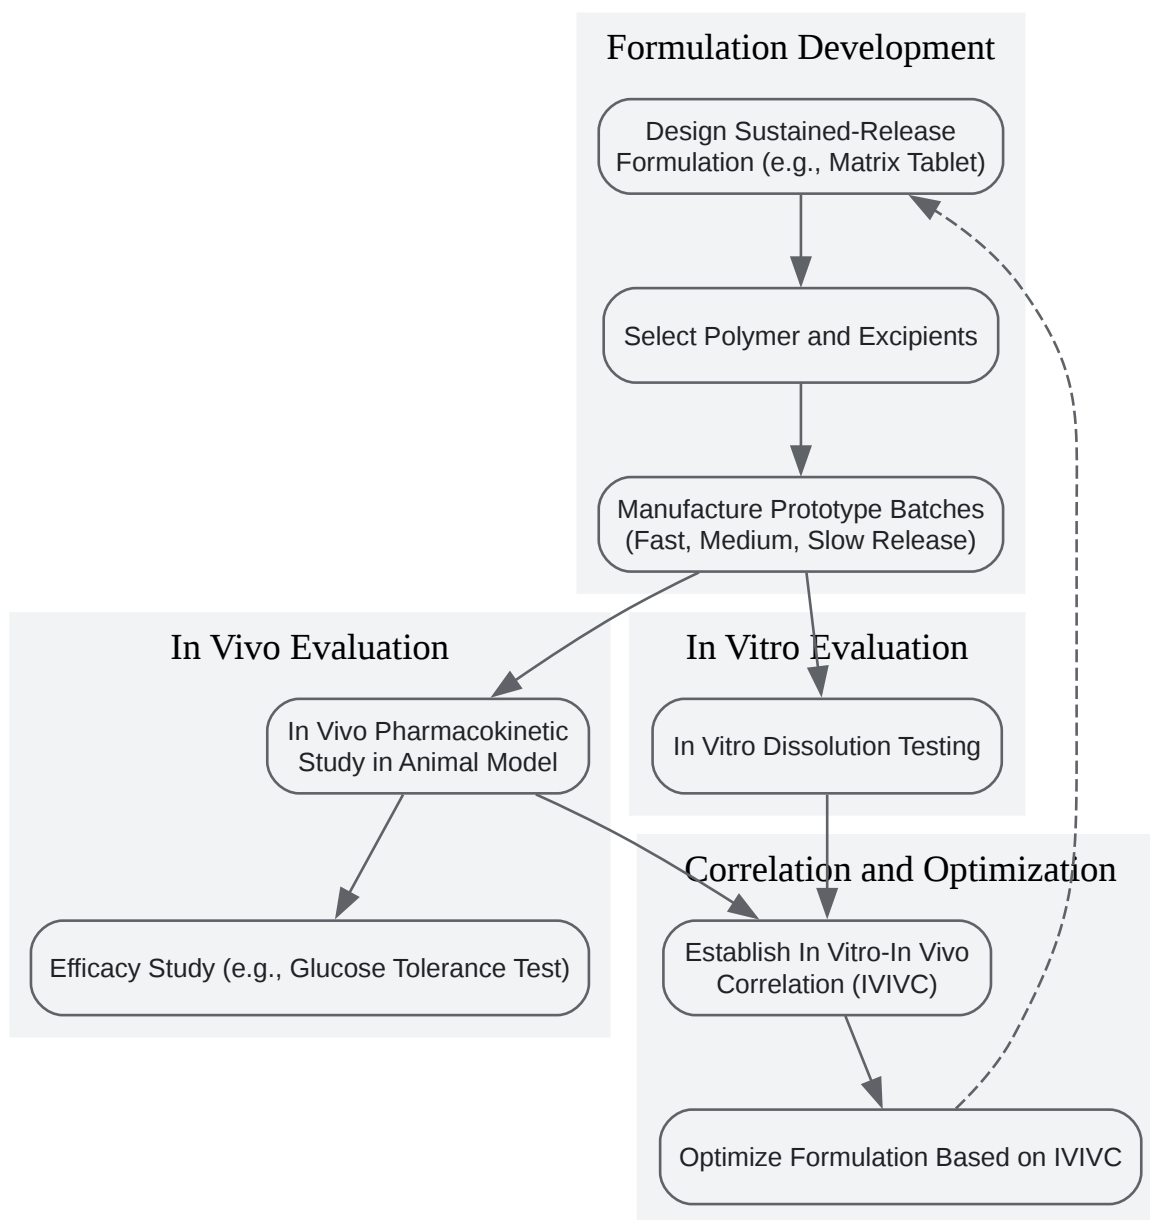 Formulation Development
Design Sustained-Release
Formulation (e.g., Matrix Tablet)
Select Polymer and Excipients
Manufacture Prototype Batches
(Fast, Medium, Slow Release)
In Vivo Evaluation
In Vitro Evaluation
In Vivo Pharmacokinetic
Study in Animal Model
In Vitro Dissolution Testing
Correlation and Optimization
Efficacy Study (e.g., Glucose Tolerance Test)
Establish In Vitro-In Vivo
Correlation (IVIVC)
Optimize Formulation Based on IVIVC